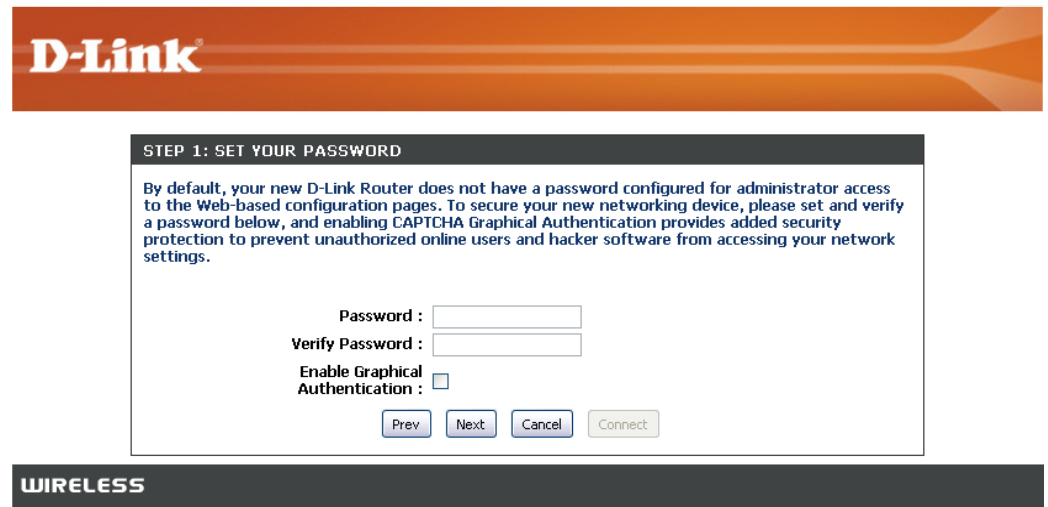 D-Link®
STEP 1: SET YOUR PASSWORD
By default, your new D-Link Router does not have a password configured for administrator access
to the Web-based configuration pages. To secure your new networking device, please set and verify
a password below, and enabling CAPTCHA Graphical Authentication provides added security
protection to prevent unauthorized online users and hacker software from accessing your network
settings.
Password :
Verify Password :
Enable Graphical
Authentication :
Prev Next Cancel Connect
WIRELESS